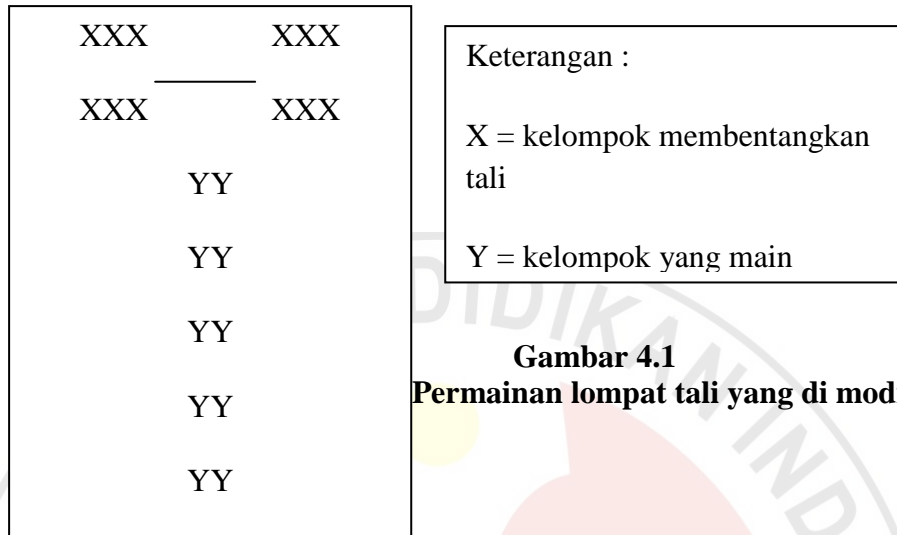 XXX XXX
XXX XXX
YY
YY
YY
YY
YY
Keterangan :
X = kelompok membentangkan
tali
Y = kelompok yang main
Gambar 4.1
Permainan lompat tali yang di
DIDIKAN